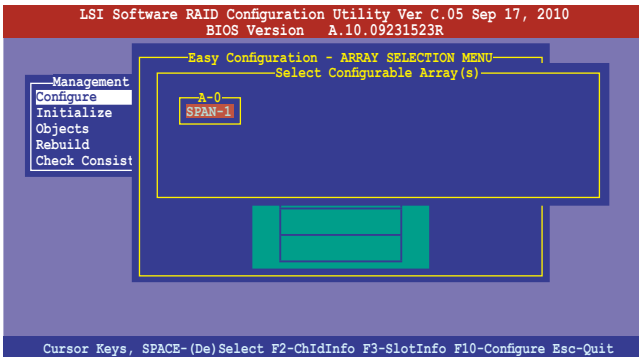 LSI Software RAID Configuration Utility Ver C.05 Sep 17, 2010
BIOS Version A.10.09231523R
Easy Configuration - ARRAY SELECTION MENU
Select Configurable Array(s)
Management
Configure
Initialize
Objects
Rebuild
Check Consist
A-0
SPAN-1
Cursor Keys, SPACE-(De)Select F2-ChIdInfo F3-SlotInfo F10-Configure Esc-Quit